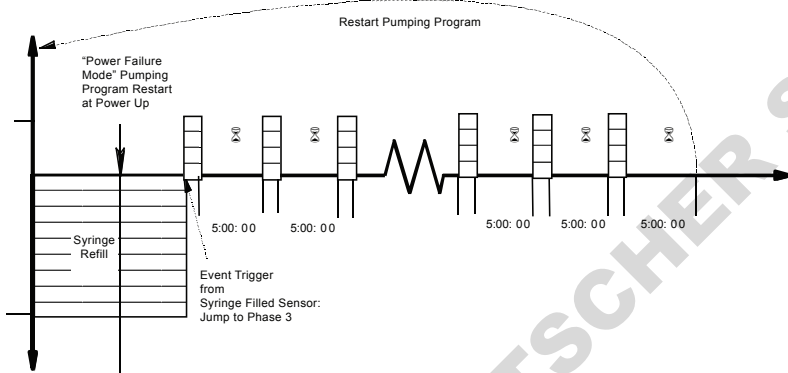 Restart Pumping Program
“Power Failure
Mode” Pumping
Program Restart
at Power Up
5:00: 00
5:00: 00
5:00: 00
5:00: 00
5:00: 00
Syringe
Refill
Event Trigger
from
Syringe Filled Sensor:
Jump to Phase 3
TSCHER S